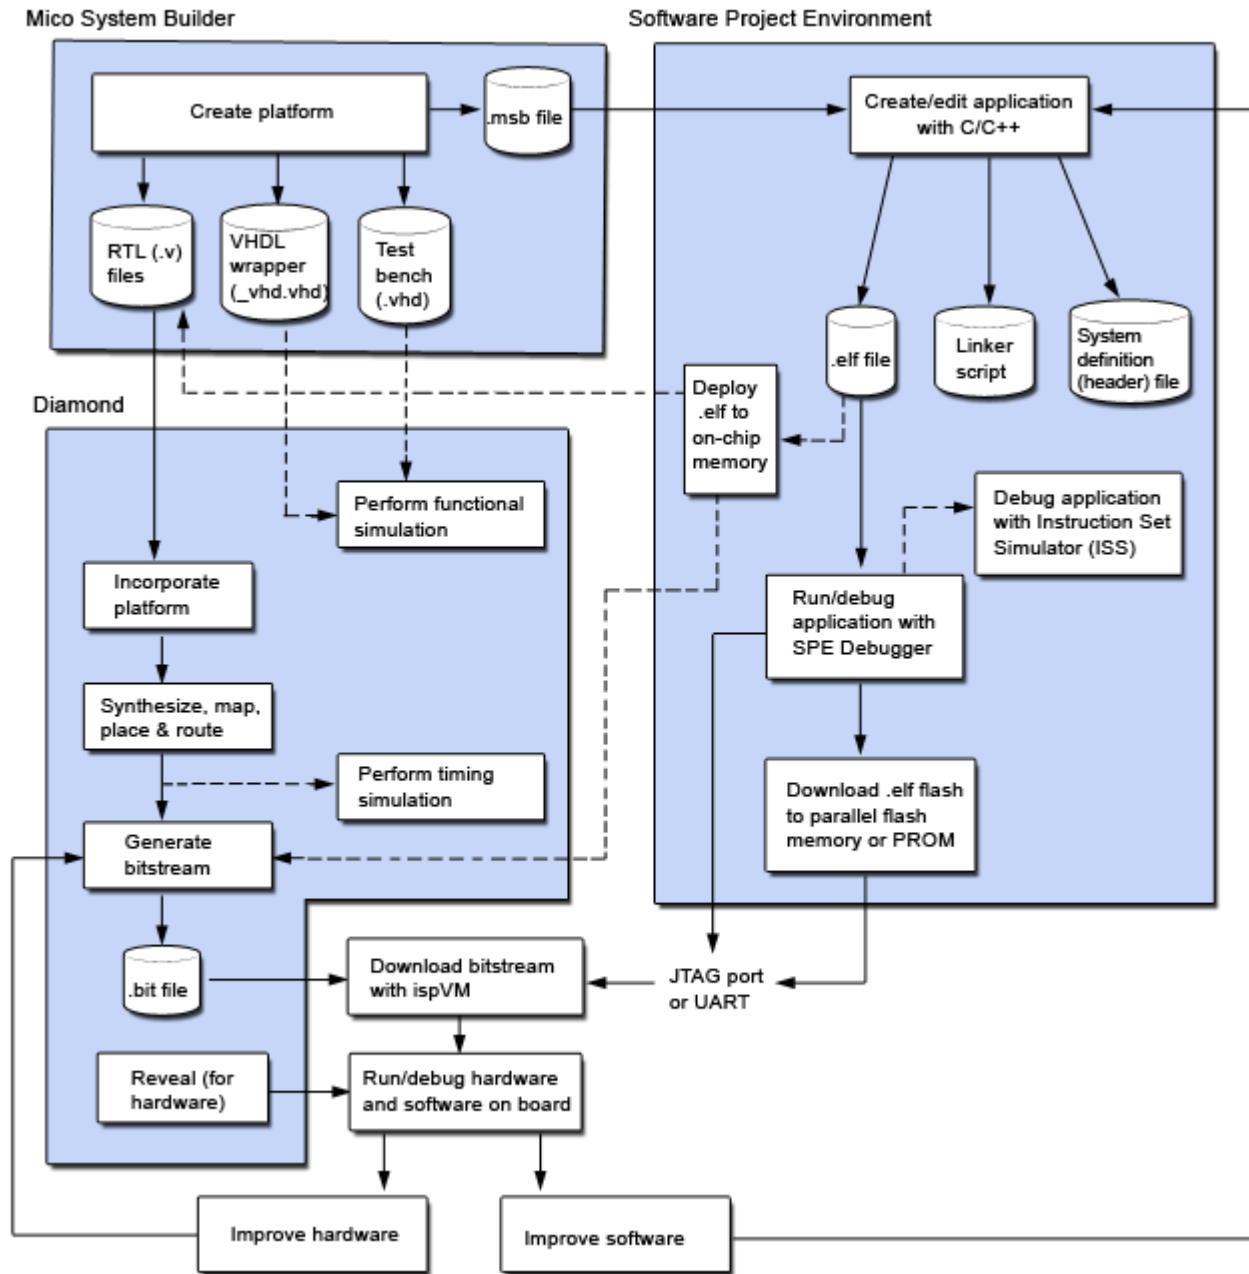 Mico System Builder
Software Project Environment
Create platform
.msb file
Create/edit application
with C/C++
RTL (.v)
files
VHDL
wrapper
(_vhd.vhd)
Test
bench
(.vhd)
.elf file
Linker
script
System
definition
(header) file
Deploy
.elf to
on-chip
memory
Diamond
Perform functional
simulation
Debug application
with Instruction Set
Simulator (ISS)
Incorporate
platform
Run/debug
application with
SPE Debugger
Synthesize, map,
place & route
Perform timing
simulation
Download .elf flash
to parallel flash
memory or PROM
Generate
bitstream
.bit file
Download bitstream
with ispVM
JTAG port
or UART
Reveal (for
hardware)
Run/debug hardware
and software on board
Improve hardware
Improve software